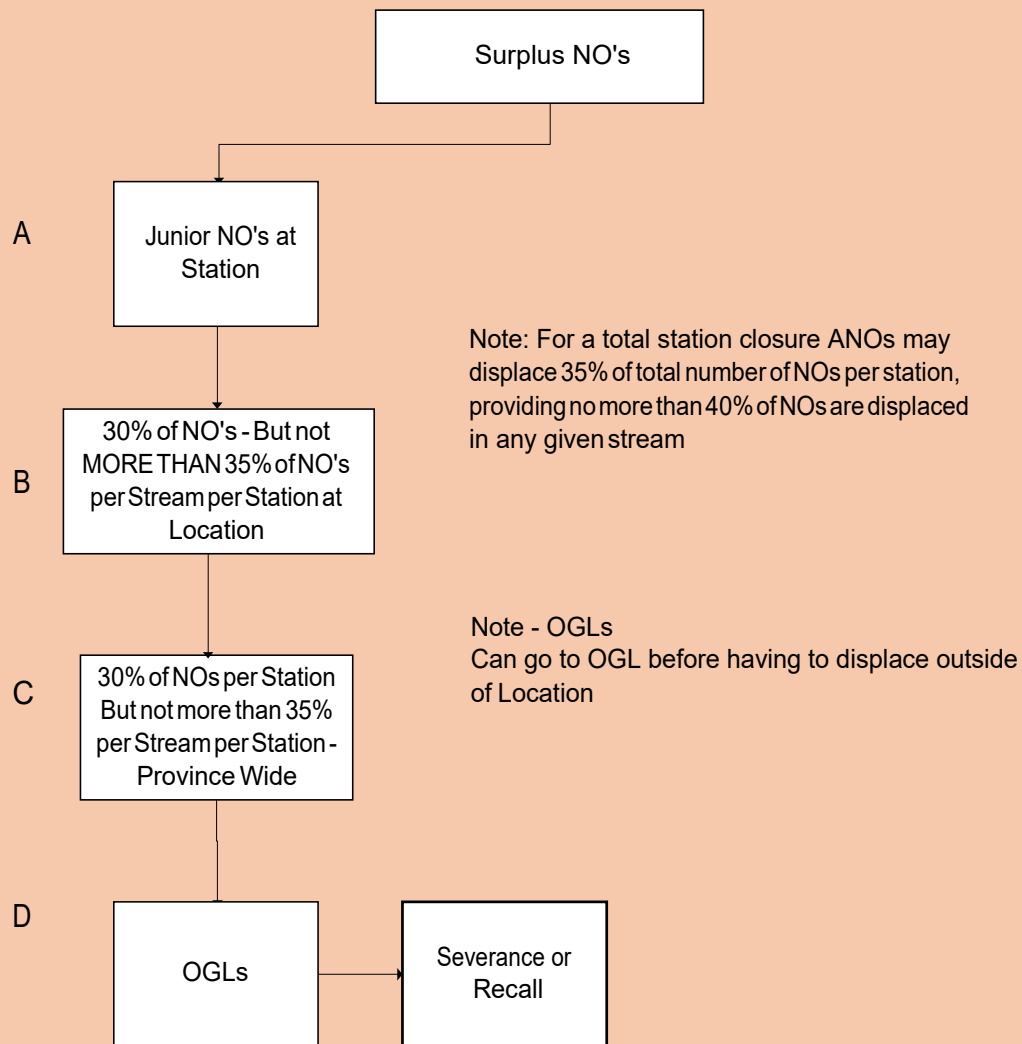 Surplus NO's
A
Junior NO's at
Station
Note: For a total station closure ANOs may
displace 35% of total number of NOs per station,
providing no more than 40% of NOs are displaced
in any given stream
B
30% of NO's - But not
MORE THAN 35% of NO's
per Stream per Station at
Location
Note - OGLs
Can go to OGL before having to displace outside
of Location
C
30% of NOs per Station
But not more than 35%
per Stream per Station -
Province Wide
D
OGLs
Severance or
Recall